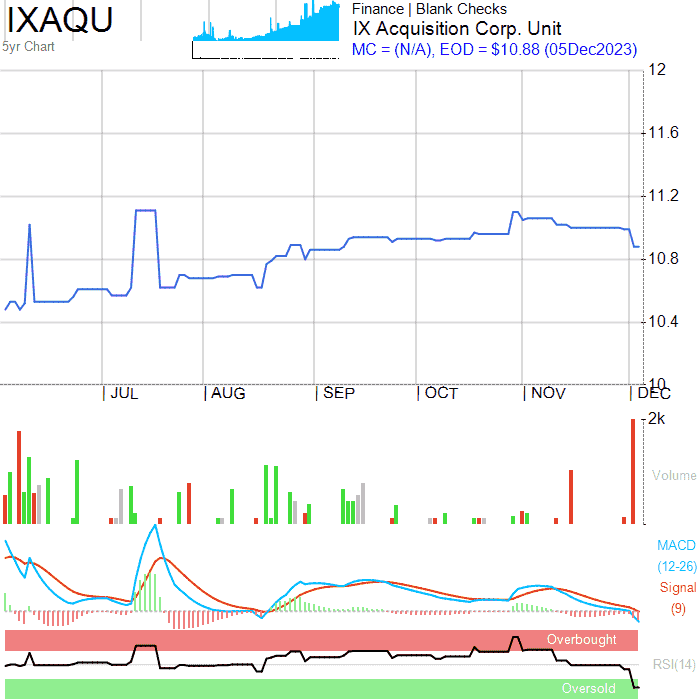 IXAQU
5yr Chart
Finance | Blank Checks
IX Acquisition Corp. Unit
MC = (N/A), EOD = $10.88 (05Dec2023)
12
11.6
11.2
10.8
10.4
10
| JUL | AUG | SEP | OCT | NOV | DEC
2k
Volume
MACD
(12-26)
Signal
(9)
Overbought
RSI(14)
Oversold